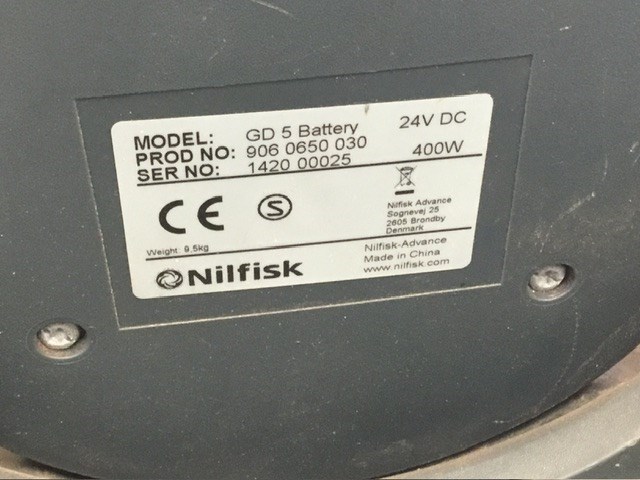 MODEL: GD 5 Battery 24V DC
PROD NO: 906 0650 030 400W
SER NO: 1420 00025
CE S
Nilfisk Advance
Sognevej 25
2605 Brondby
Denmark
Weight: 9,5kg
Nilfisk-Advance
Made in China
www.nilfisk.com
Nilfisk